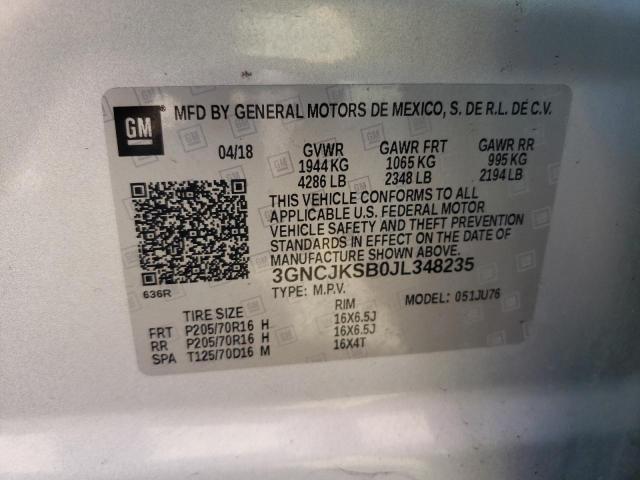 GM ® MFD BY GENERAL MOTORS DE MEXICO, S. DE R.L. DE C.V.
04/18 GVWR GAWR FRT GAWR RR
1944 KG 1065 KG 995 KG
4286 LB 2348 LB 2194 LB
THIS VEHICLE CONFORMS TO ALL
APPLICABLE U.S. FEDERAL MOTOR
VEHICLE SAFETY AND THEFT PREVENTION
STANDARDS IN EFFECT ON THE DATE OF
MANUFACTURE SHOWN ABOVE.
3GNCJKSB0JL348235
636R
TYPE: M.P.V. MODEL: 051JU76
TIRE SIZE RIM
FRT P205/70R16 H 16X6.5J
RR P205/70R16 H 16X6.5J
SPA T125/70D16 M 16X4T